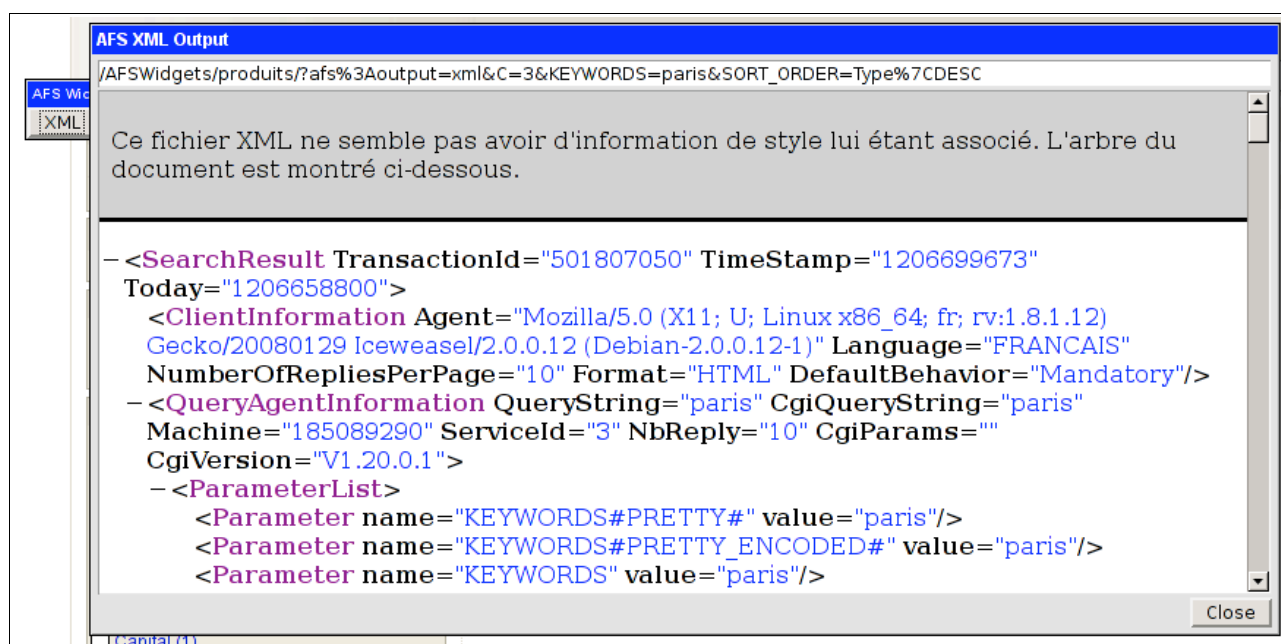 AFS XML Output
/AFSWidgets/produits/?afs%3Aoutput=xml&C=3&KEYWORDS=paris&SORT_ORDER=Type%7CDESC
AFS Wi
XML
Ce fichier XML ne semble pas avoir d'information de style lui étant associé. L'arbre du
document est montré ci-dessous.
−<SearchResult TransactionId="501807050" TimeStamp="1206699673"
Today="1206658800">
<ClientInformation Agent="Mozilla/5.0 (X11; U; Linux x86_64; fr; rv:1.8.1.12)
Gecko/20080129 Iceweasel/2.0.0.12 (Debian-2.0.0.12-1)" Language="FRANCAIS"
NumberOfRepliesPerPage="10" Format="HTML" DefaultBehavior="Mandatory"/>
−<QueryAgentInformation QueryString="paris" CgiQueryString="paris"
Machine="185089290" ServiceId="3" NbReply="10" CgiParams=""
CgiVersion="V1.20.0.1">
−<ParameterList>
<Parameter name="KEYWORDS#PRETTY#" value="paris"/>
<Parameter name="KEYWORDS#PRETTY_ENCODED#" value="paris"/>
<Parameter name="KEYWORDS" value="paris"/>
Close
Capital (1)